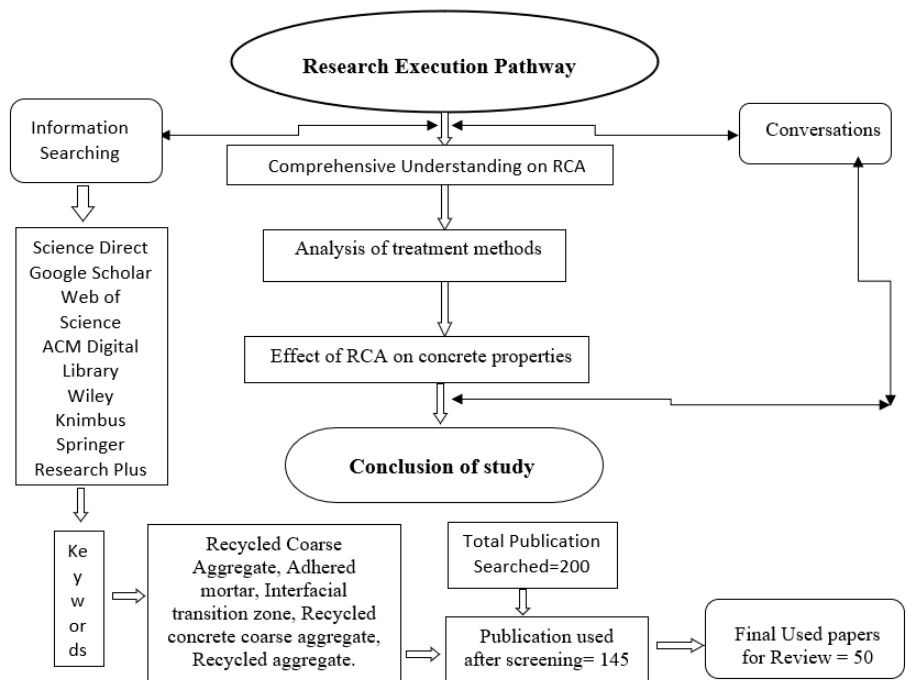 Research Execution Pathway
Information
Searching
Conversations
Comprehensive Understanding on RCA
Science Direct
Google Scholar
Web of
Science
ACM Digital
Library
Wiley
Knimbus
Springer
Research Plus
Analysis of treatment methods
Effect of RCA on concrete properties
Conclusion of study
Ke
y
w
ords
Recycled Coarse
Aggregate, Adhered
mortar, Interfacial
transition zone, Recycled
concrete coarse aggregate,
Recycled aggregate.
Total Publication
Searched=200
Publication used
after screening= 145
Final Used papers
for Review = 50